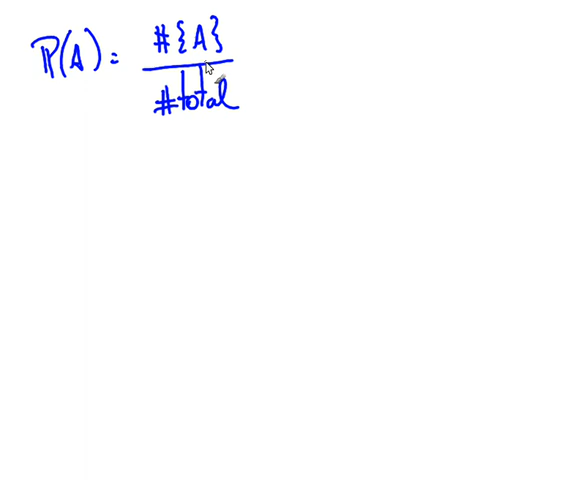 ℙ(A) = #{A}
#total